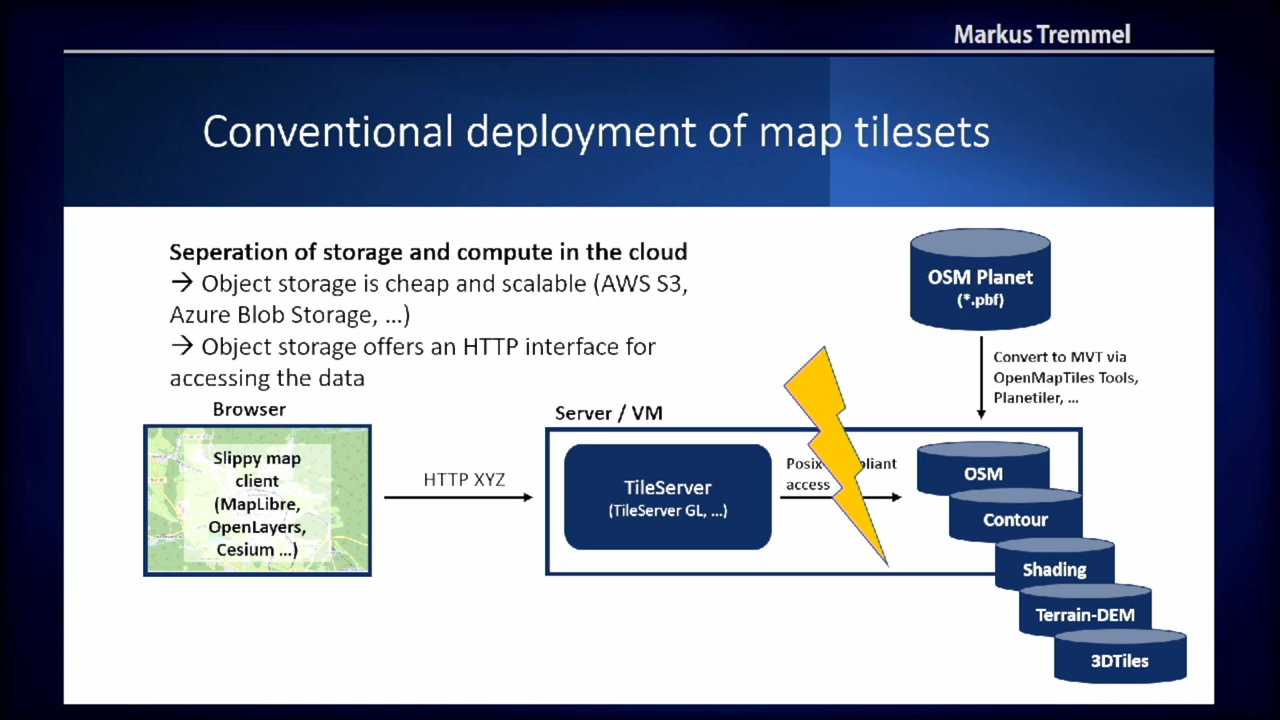 Markus Tremmel
Conventional deployment of map tilesets
Seperation of storage and compute in the cloud
→ Object storage is cheap and scalable (AWS S3,
Azure Blob Storage, ...)
→ Object storage offers an HTTP interface for
accessing the data
OSM Planet
(*.pbf)
Convert to MVT via
OpenMapTiles Tools,
Planetiler, ...
Browser
Slippy map
client
(MapLibre,
OpenLayers,
Cesium ...)
HTTP XYZ
Server / VM
TileServer
(TileServer GL, ...)
Posix
access
OSM
Contour
Shading
Terrain-DEM
3DTiles